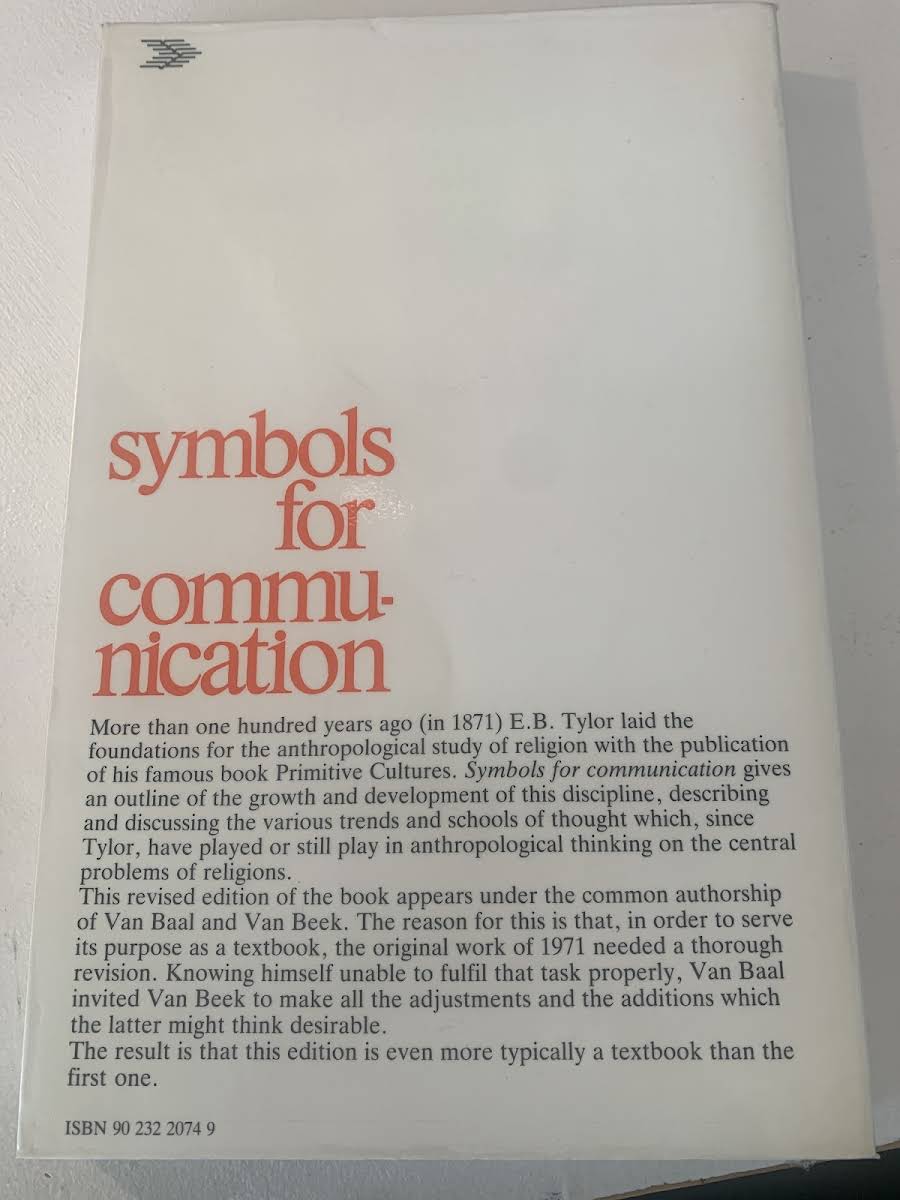 symbols
for
commu-
nication
More than one hundred years ago (in 1871) E.B. Tylor laid the
foundations for the anthropological study of religion with the publication
of his famous book Primitive Cultures. Symbols for communication gives
an outline of the growth and development of this discipline, describing
and discussing the various trends and schools of thought which, since
Tylor, have played or still play in anthropological thinking on the central
problems of religions.
This revised edition of the book appears under the common authorship
of Van Baal and Van Beek. The reason for this is that, in order to serve
its purpose as a textbook, the original work of 1971 needed a thorough
revision. Knowing himself unable to fulfil that task properly, Van Baal
invited Van Beek to make all the adjustments and the additions which
the latter might think desirable.
The result is that this edition is even more typically a textbook than the
first one.
ISBN 90 232 2074 9